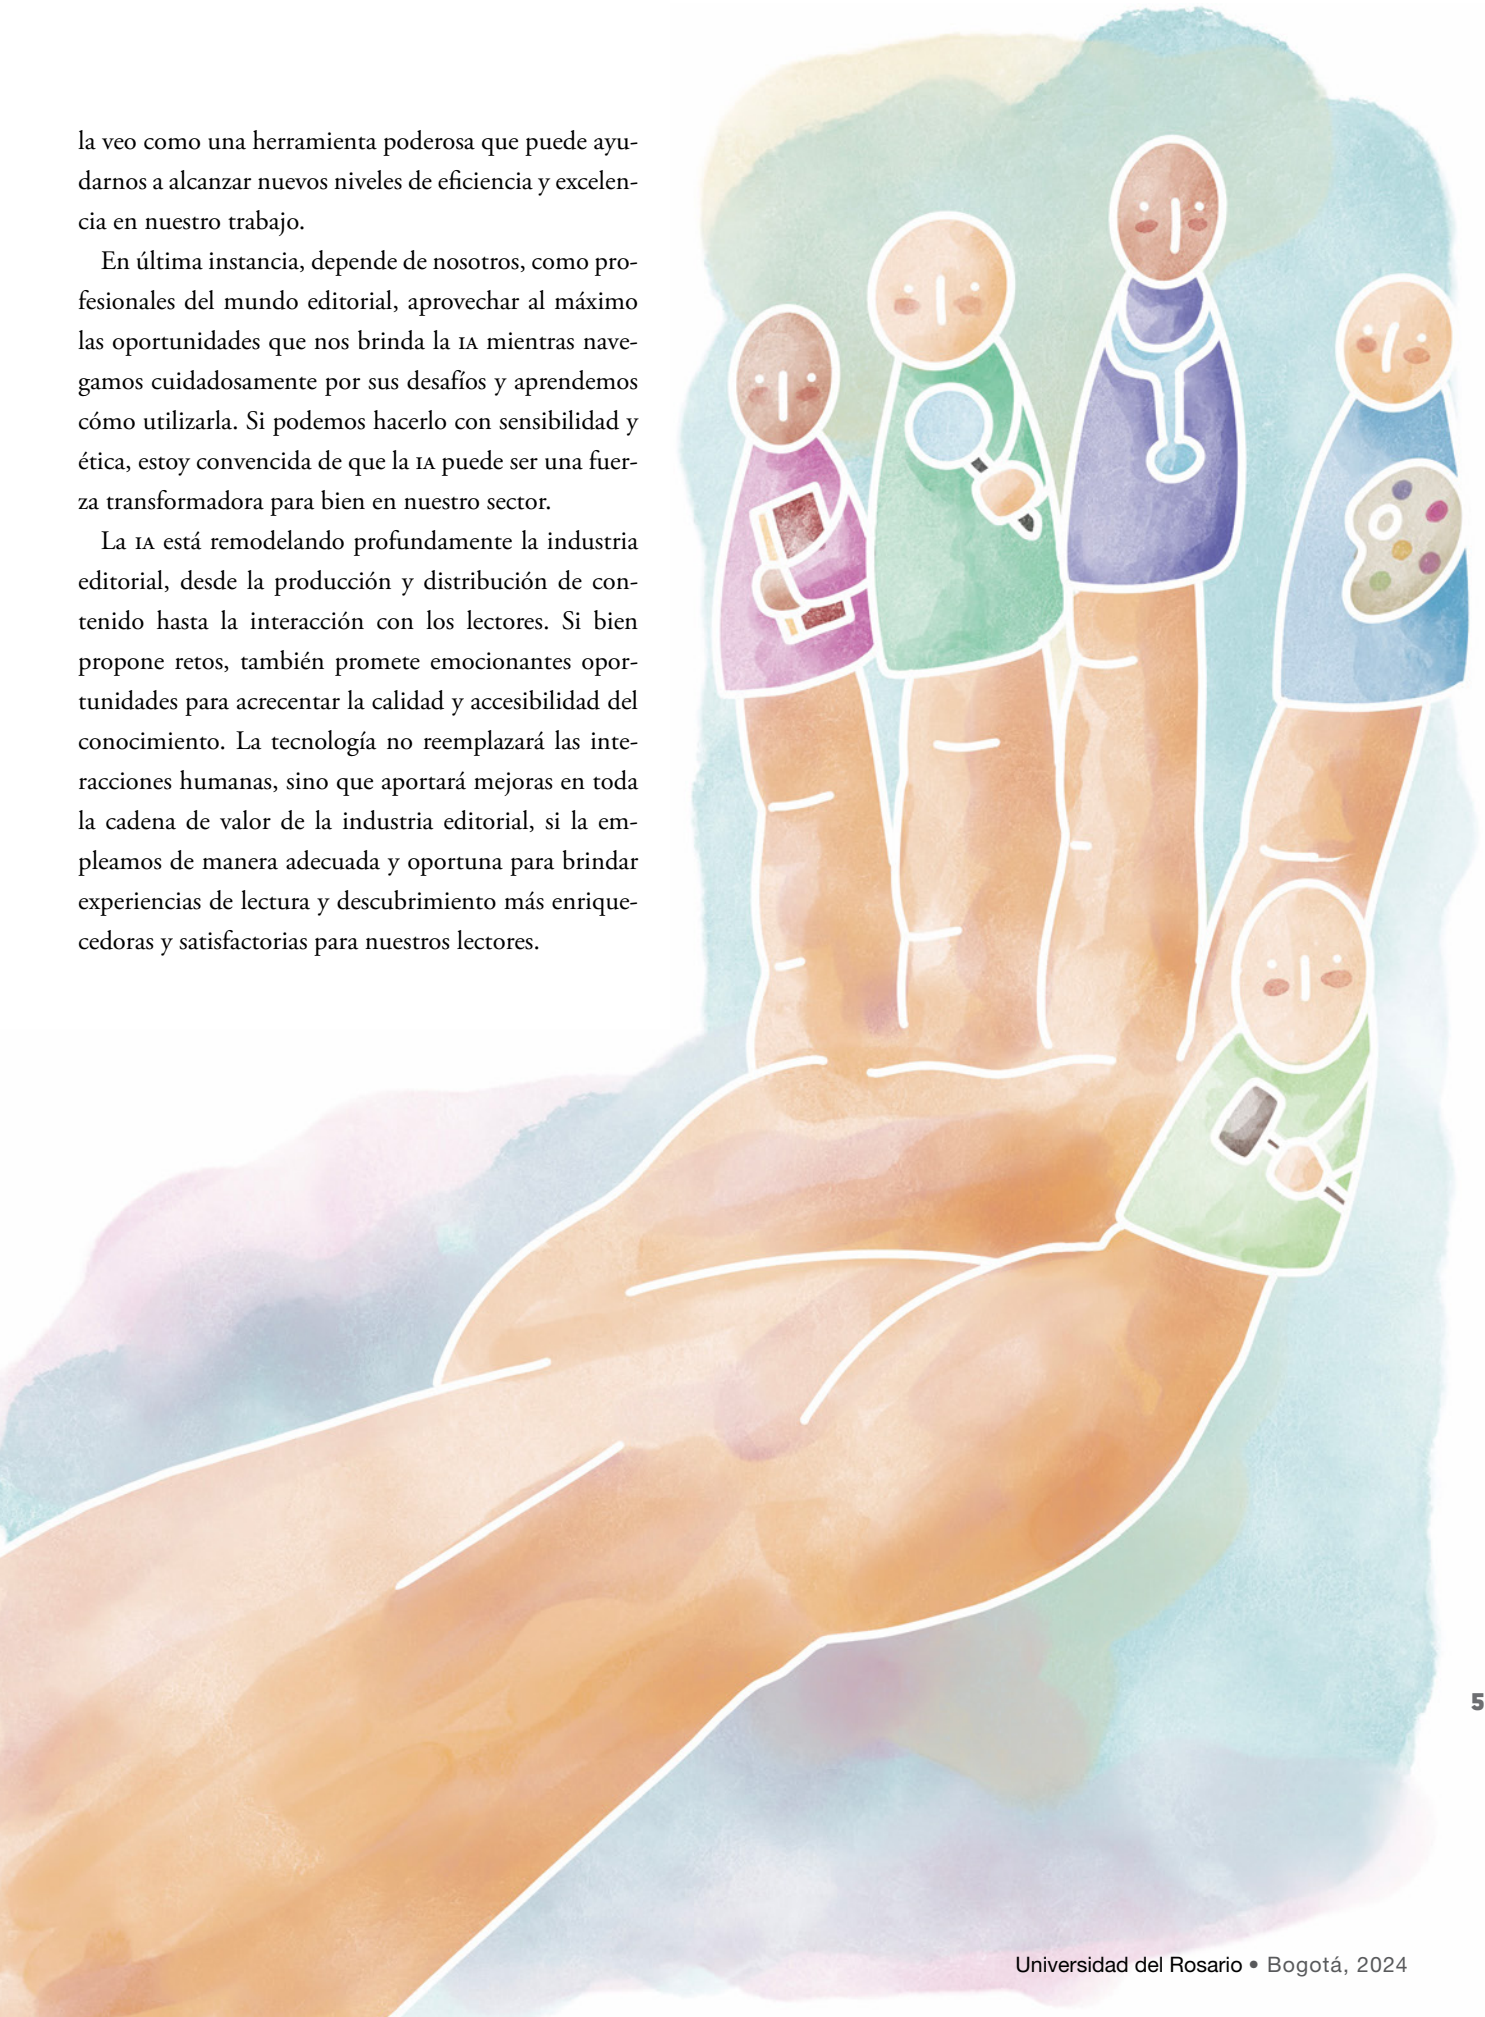 la veo como una herramienta poderosa que puede ayu-
darnos a alcanzar nuevos niveles de eficiencia y excelen-
cia en nuestro trabajo.
En última instancia, depende de nosotros, como pro-
fesionales del mundo editorial, aprovechar al máximo
las oportunidades que nos brinda la IA mientras nave-
gamos cuidadosamente por sus desafíos y aprendemos
cómo utilizarla. Si podemos hacerlo con sensibilidad y
ética, estoy convencida de que la IA puede ser una fuer-
za transformadora para bien en nuestro sector.
La IA está remodelando profundamente la industria
editorial, desde la producción y distribución de con-
tenido hasta la interacción con los lectores. Si bien
propone retos, también promete emocionantes opor-
tunidades para acrecentar la calidad y accesibilidad del
conocimiento. La tecnología no reemplazará las inte-
racciones humanas, sino que aportará mejoras en toda
la cadena de valor de la industria editorial, si la em-
pleamos de manera adecuada y oportuna para brindar
experiencias de lectura y descubrimiento más enrique-
cedoras y satisfactorias para nuestros lectores.
5
Universidad del Rosario • Bogotá, 2024